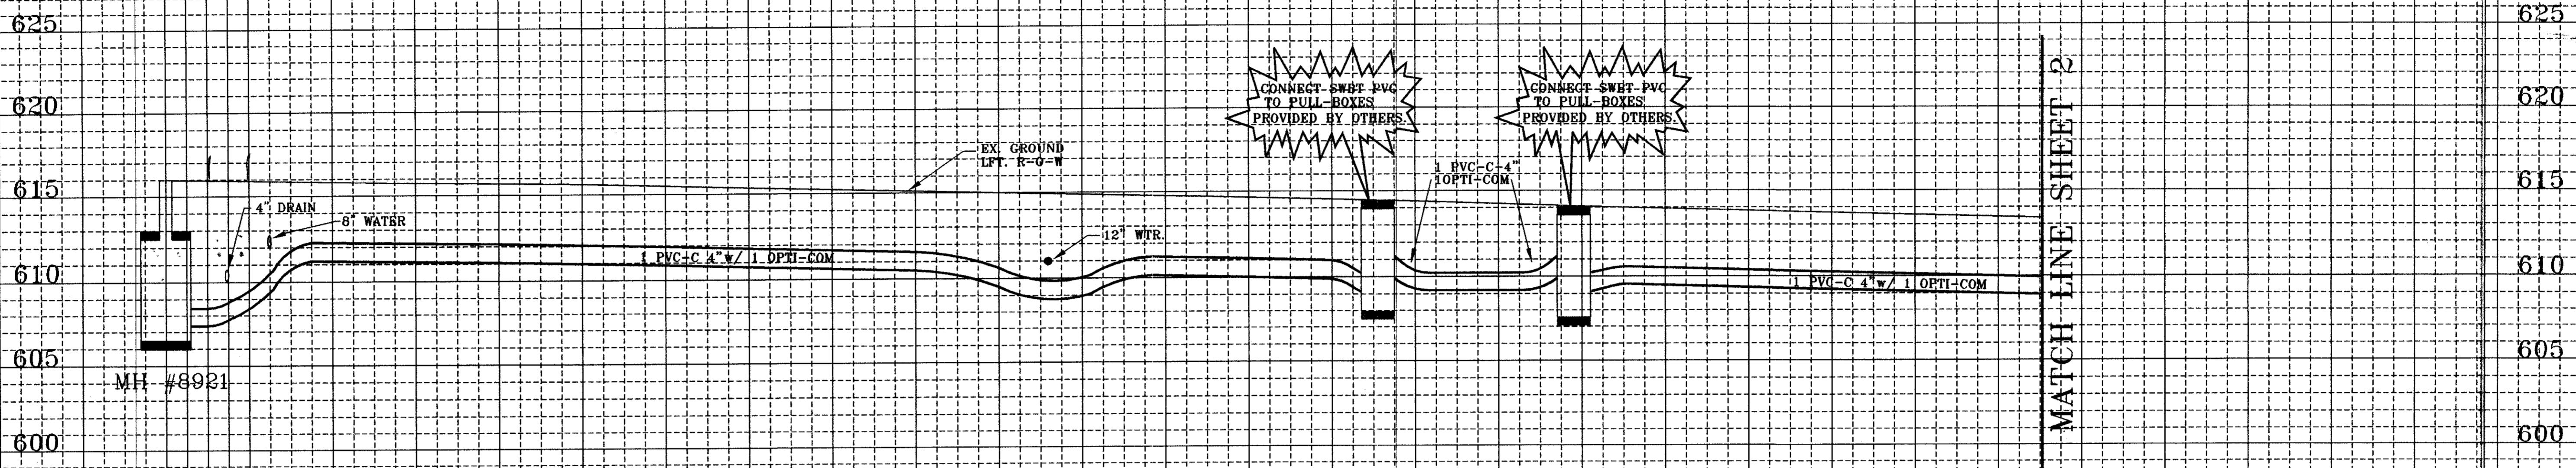 625
620
615
610
605
600
MH #8921
4" DRAIN
8" WATER
1 PVC-C 4"w/ 1 OPTI-COM
EX. GROUND
LFT. R-O-W
12" WTR.
CONNECT SWBT PVC
TO PULL-BOXES
PROVIDED BY OTHERS.
1 PVC-C-4"
1OPTI-COM
CONNECT SWBT PVC
TO PULL-BOXES
PROVIDED BY OTHERS.
1 PVC-C 4"w/ 1 OPTI-COM
MATCH LINE SHEET 2
625
620
615
610
605
600